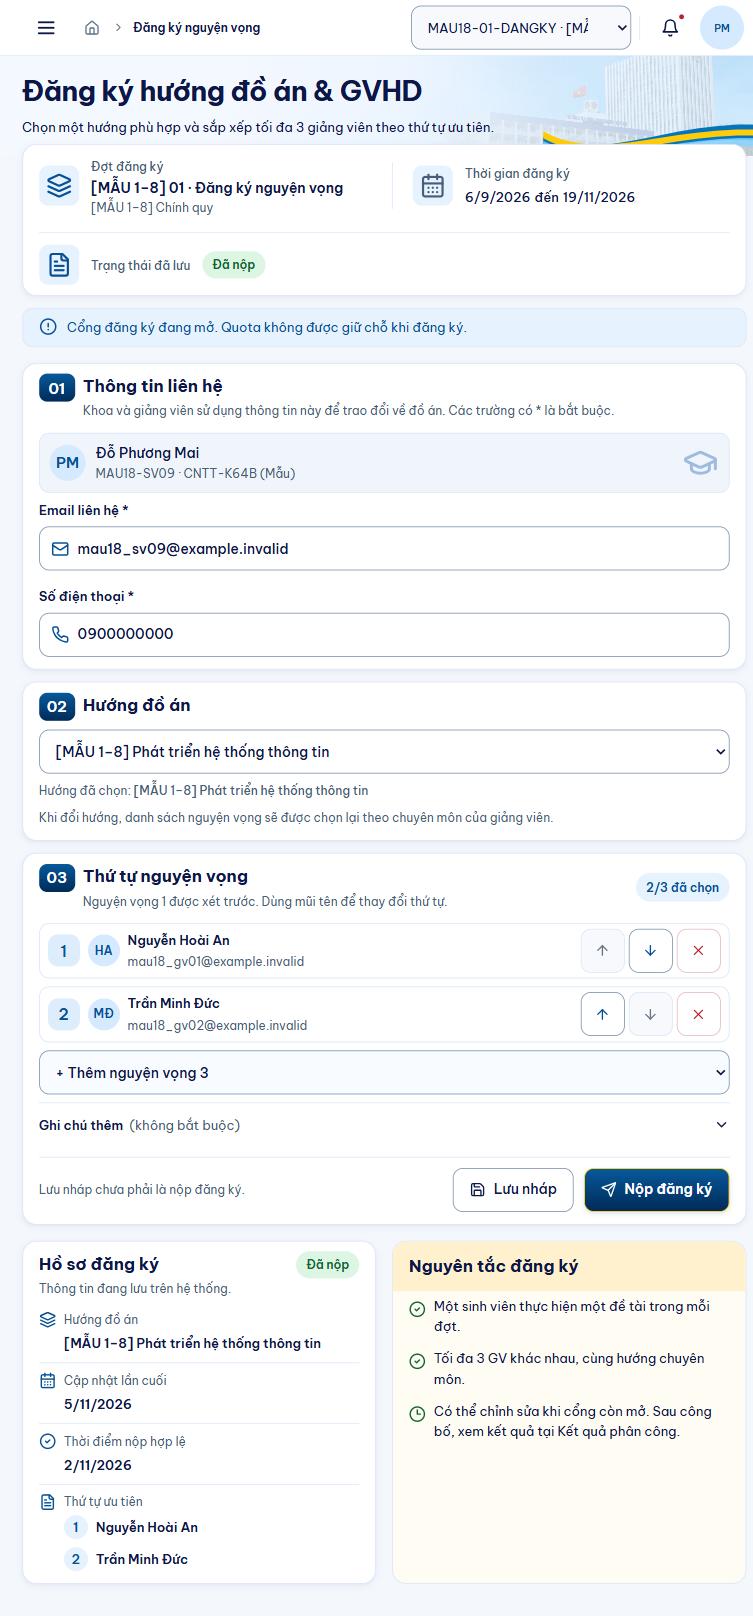 Đăng ký nguyện vọng
MAU18-01-DANGKY · [MẪ
PM
Đăng ký hướng đồ án & GVHD
Chọn một hướng phù hợp và sắp xếp tối đa 3 giảng viên theo thứ tự ưu tiên.
Đợt đăng ký
[MẪU 1–8] 01 · Đăng ký nguyện vọng
[MẪU 1–8] Chính quy
Thời gian đăng ký
6/9/2026 đến 19/11/2026
Trạng thái đã lưu
Đã nộp
Cổng đăng ký đang mở. Quota không được giữ chỗ khi đăng ký.
01 Thông tin liên hệ
Khoa và giảng viên sử dụng thông tin này để trao đổi về đồ án. Các trường có * là bắt buộc.
PM
Đỗ Phương Mai
MAU18-SV09 · CNTT-K64B (Mẫu)
Email liên hệ *
mau18_sv09@example.invalid
Số điện thoại *
0900000000
02 Hướng đồ án
[MẪU 1–8] Phát triển hệ thống thông tin
Hướng đã chọn: [MẪU 1–8] Phát triển hệ thống thông tin
Khi đổi hướng, danh sách nguyện vọng sẽ được chọn lại theo chuyên môn của giảng viên.
03 Thứ tự nguyện vọng
Nguyện vọng 1 được xét trước. Dùng mũi tên để thay đổi thứ tự.
2/3 đã chọn
1
HA
Nguyễn Hoài An
mau18_gv01@example.invalid
2
MĐ
Trần Minh Đức
mau18_gv02@example.invalid
+ Thêm nguyện vọng 3
Ghi chú thêm (không bắt buộc)
Lưu nháp chưa phải là nộp đăng ký.
Lưu nháp
Nộp đăng ký
Hồ sơ đăng ký
Đã nộp
Thông tin đang lưu trên hệ thống.
Hướng đồ án
[MẪU 1–8] Phát triển hệ thống thông tin
Cập nhật lần cuối
5/11/2026
Thời điểm nộp hợp lệ
2/11/2026
Thứ tự ưu tiên
1 Nguyễn Hoài An
2 Trần Minh Đức
Nguyên tắc đăng ký
Một sinh viên thực hiện một đề tài trong mỗi
đợt.
Tối đa 3 GV khác nhau, cùng hướng chuyên
môn.
Có thể chỉnh sửa khi cổng còn mở. Sau công
bố, xem kết quả tại Kết quả phân công.